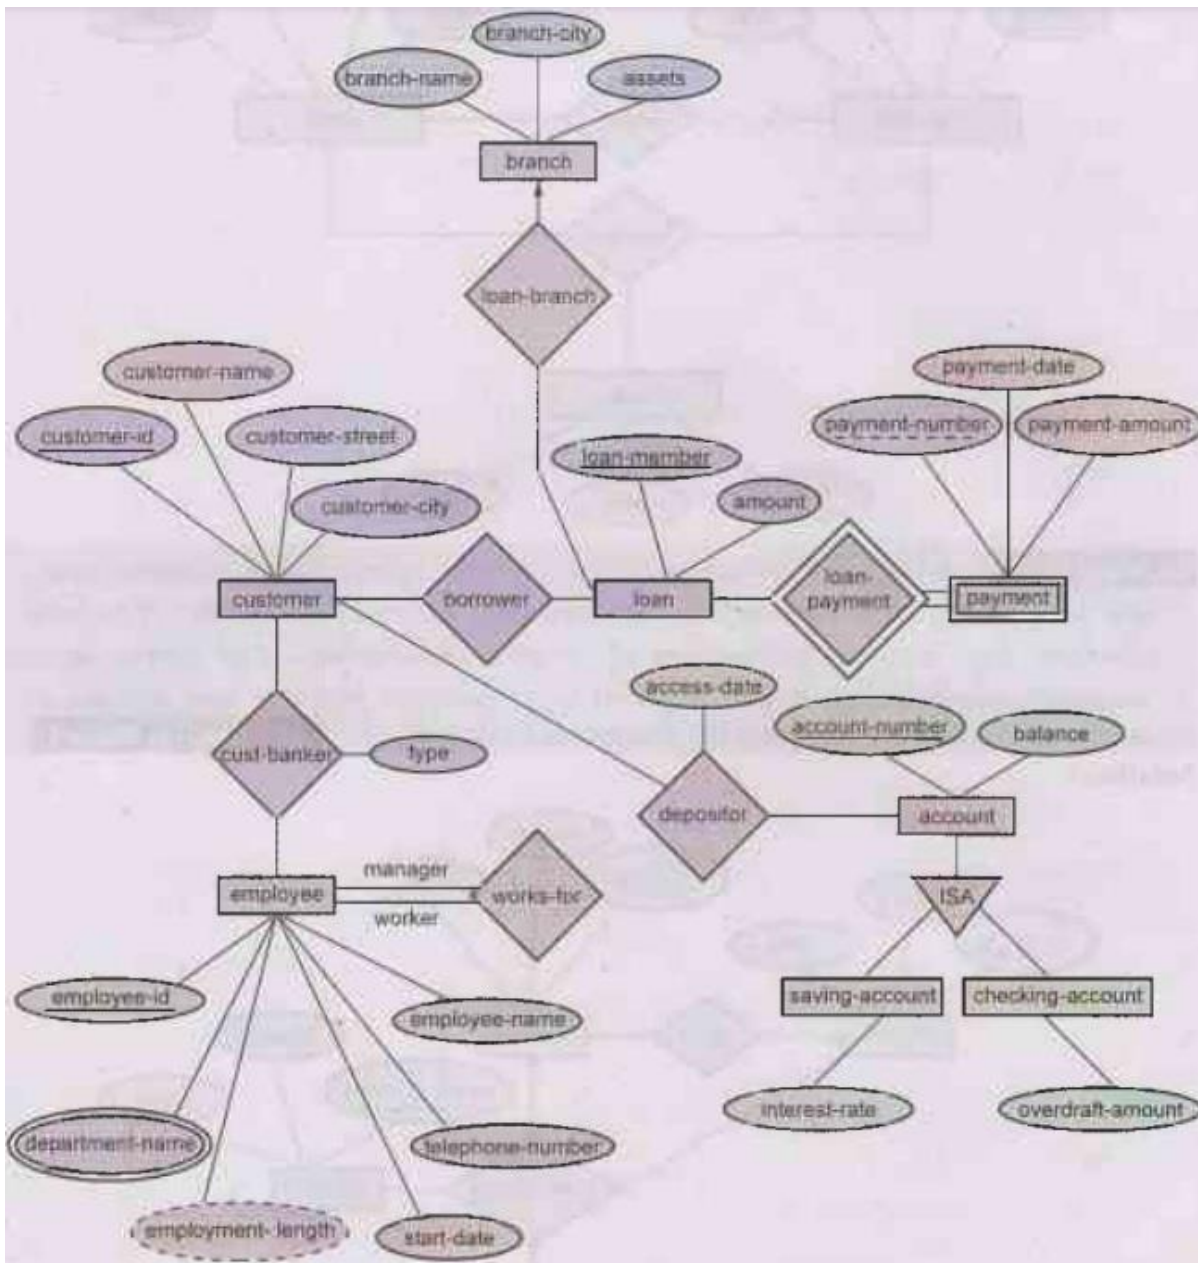 branch-city
branch-name
assets
branch
loan-branch
customer-name
payment-date
customer-id
customer-street
loan-member
payment-number
payment-amount
customer-city
amount
customer
borrower
loan
loan-
payment
payment
access-date
account-number
balance
cust-banker
type
depositor
account
manager
employee
works-for
worker
ISA
employee-id
employee-name
saving-account
checking-account
interest-rate
overdraft-amount
department-name
telephone-number
employment- length
start-date